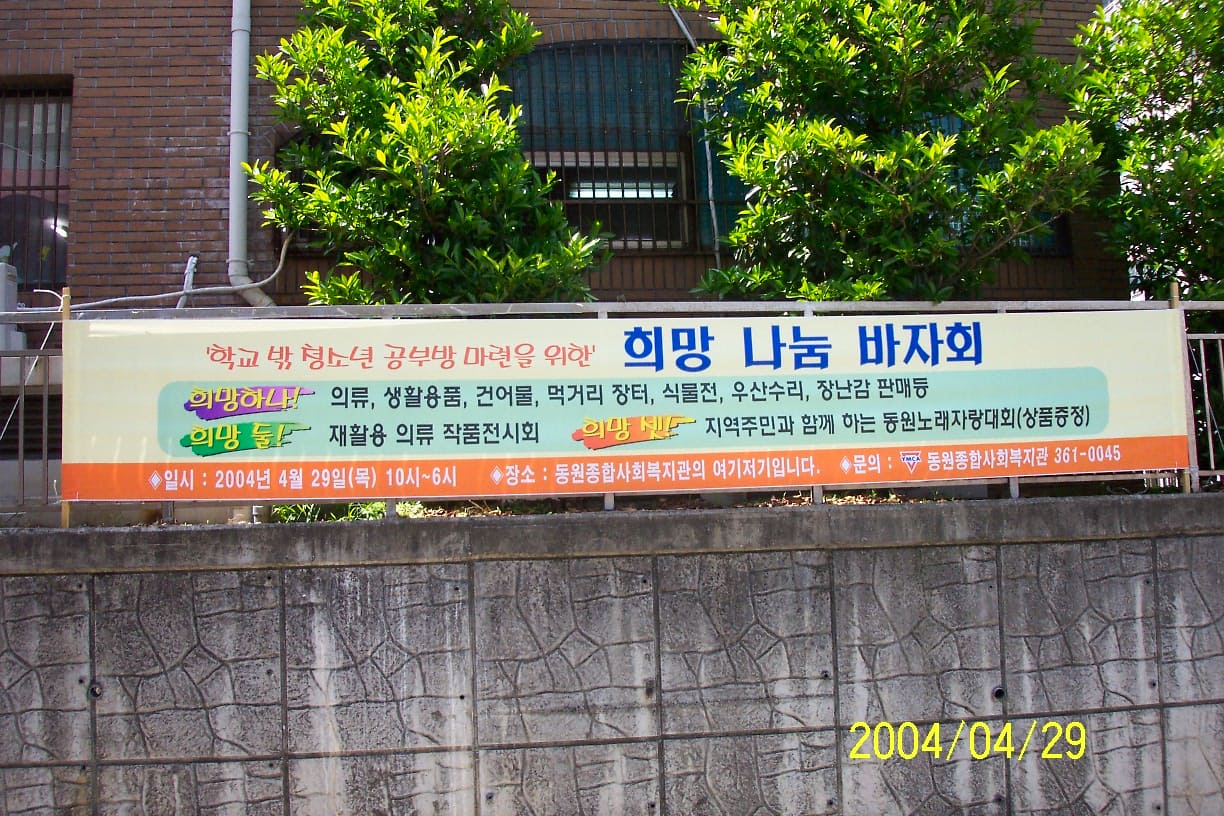 '학교 밖 청소년 공부방 마련을 위한' 희망 나눔 바자회
희망하나! 의류, 생활용품, 건어물, 먹거리 장터, 식물전, 우산수리, 장난감 판매등
희망 둘! 재활용 의류 작품전시회 희망 셋! 지역주민과 함께 하는 동원노래자랑대회(상품증정)
◈일시 : 2004년 4월 29일(목) 10시~6시 ◈장소 : 동원종합사회복지관의 여기저기입니다. ◈문의 : YMCA 동원종합사회복지관 361-0045
2004/04/29